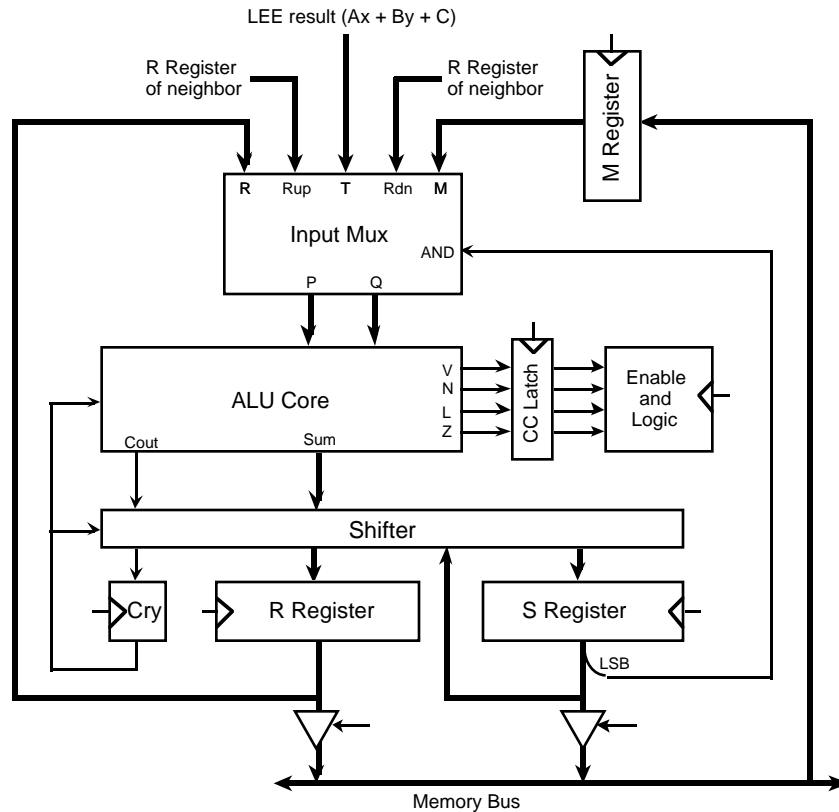 LEE result (Ax + By + C)
R Register
of neighbor
R Register
of neighbor
M Register
R Rup T Rdn M
Input Mux
AND
P Q
ALU Core
V
N
L
Z
Cout Sum
CC Latch
Enable
and
Logic
Shifter
Cry
R Register
S Register
LSB
Memory Bus